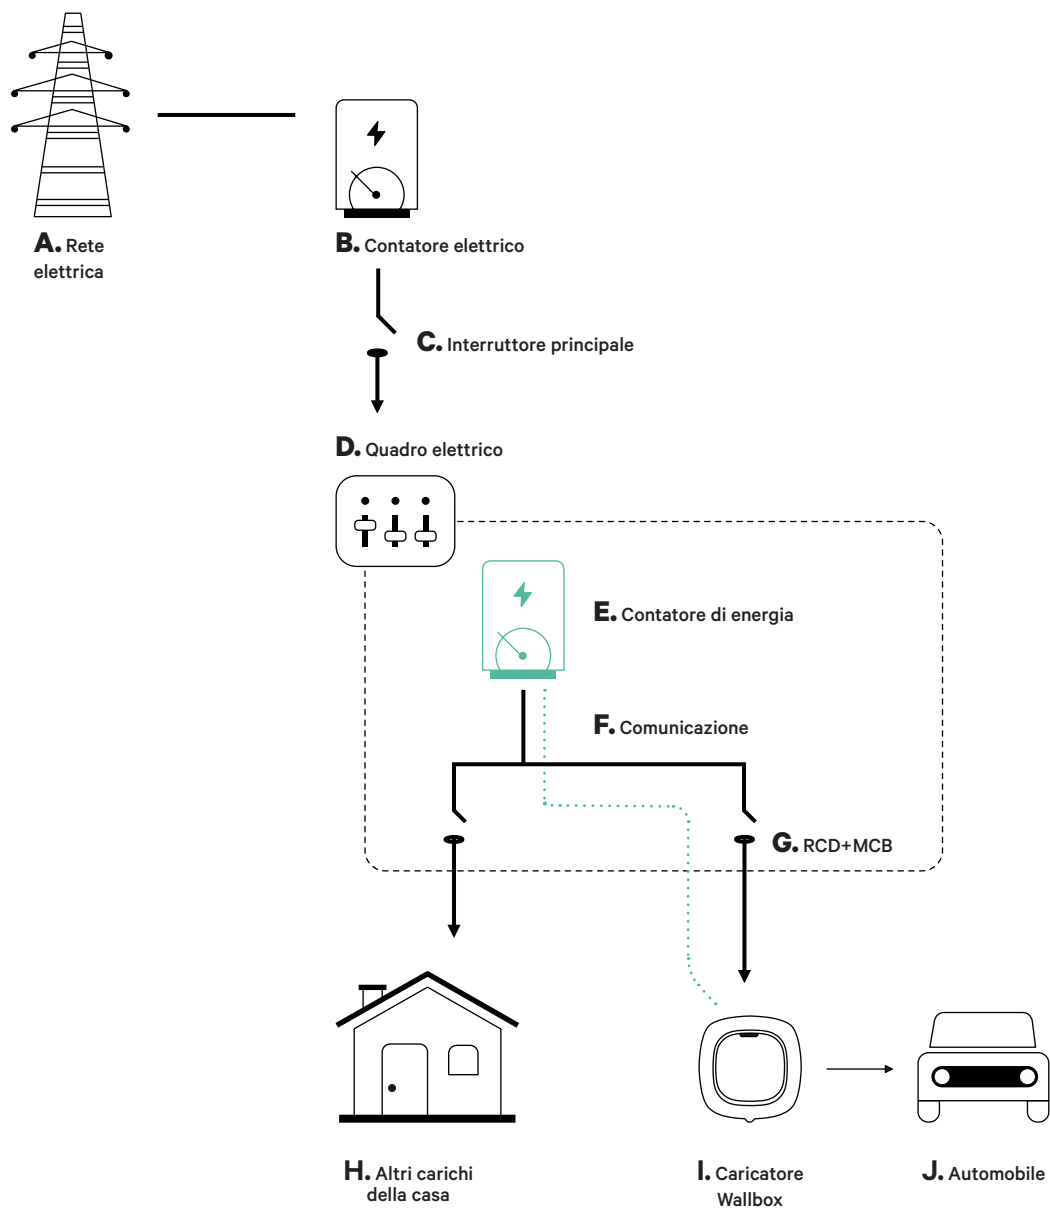 A. Rete
elettrica
B. Contatore elettrico
C. Interruttore principale
D. Quadro elettrico
E. Contatore di energia
F. Comunicazione
G. RCD+MCB
H. Altri carichi
della casa
I. Caricatore
Wallbox
J. Automobile